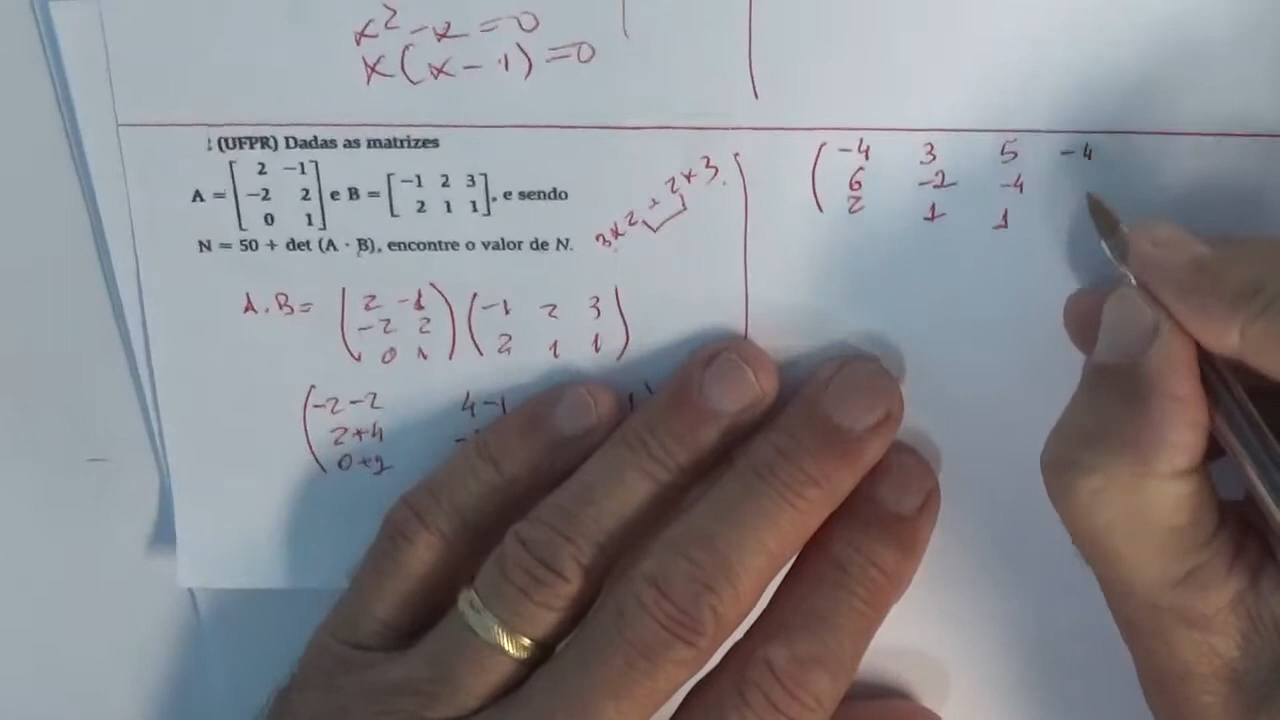 x² - x = 0
x(x - 1) = 0
(UFPR) Dadas as matrizes
A = [2 -1; -2 2; 0 1] e B = [-1 2 3; 2 1 1], e sendo
N = 50 + det (A · B), encontre o valor de N.
3x2 · 2x3.
A.B = (2 -1; -2 2; 0 1) (-1 2 3; 2 1 1)
(-2-2 4-1
2+4
0+2
(-4 3 5 -4
6 -2 -4
2 1 1